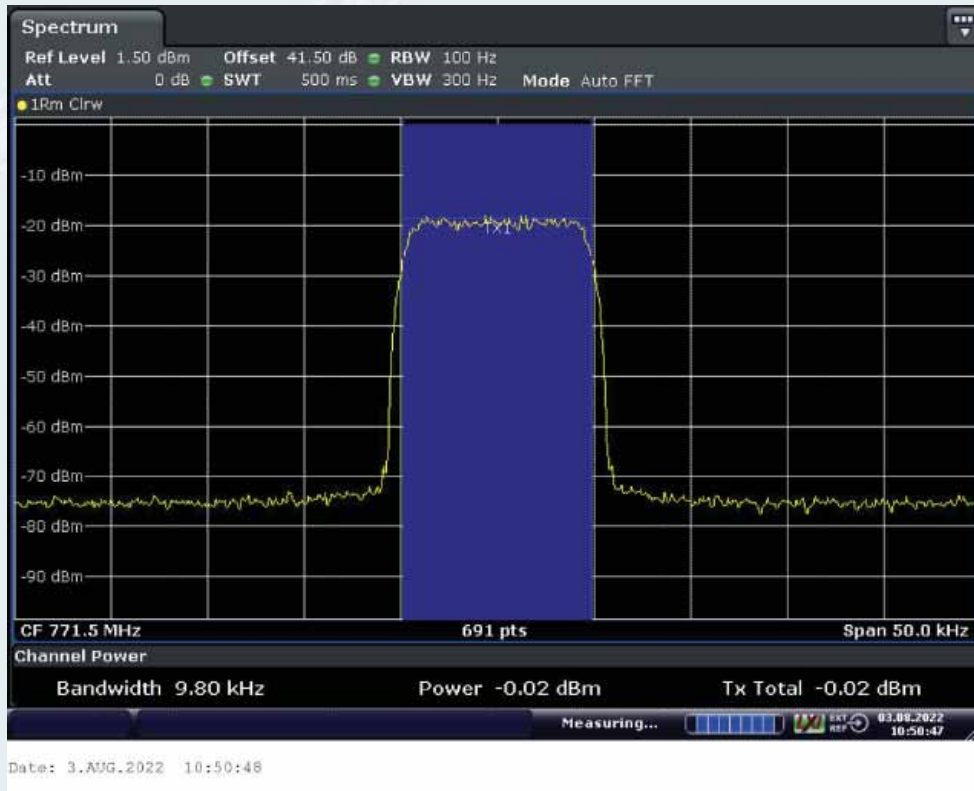 Spectrum
Ref Level 1.50 dBm Offset 41.50 dB RBW 100 Hz
Att 0 dB SWT 500 ms VBW 300 Hz Mode Auto FFT
1Rm Clrw
-10 dBm
-20 dBm
TX1
-30 dBm
-40 dBm
-50 dBm
-60 dBm
-70 dBm
-80 dBm
-90 dBm
CF 771.5 MHz 691 pts Span 50.0 kHz
Channel Power
Bandwidth 9.80 kHz Power -0.02 dBm Tx Total -0.02 dBm
Measuring... EXT REF 03.08.2022
10:50:47
Date: 3.AUG.2022 10:50:48